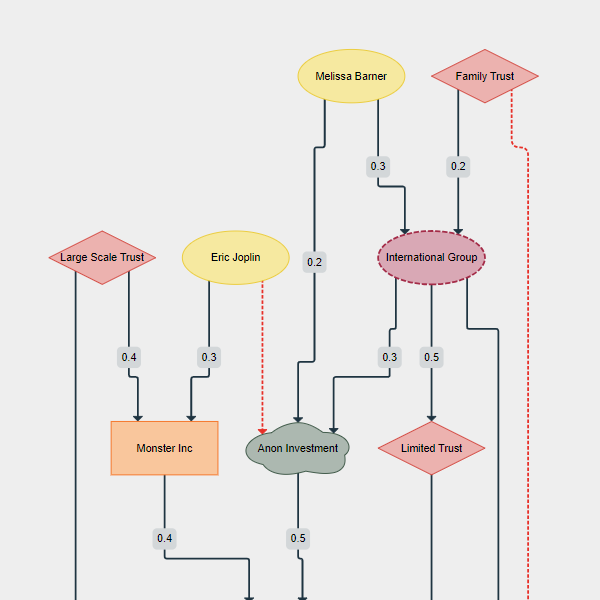 Melissa Barner
Family Trust
0.3
0.2
Large Scale Trust
Eric Joplin
International Group
0.2
0.4
0.3
0.3
0.5
Monster Inc
Anon Investment
Limited Trust
0.4
0.5